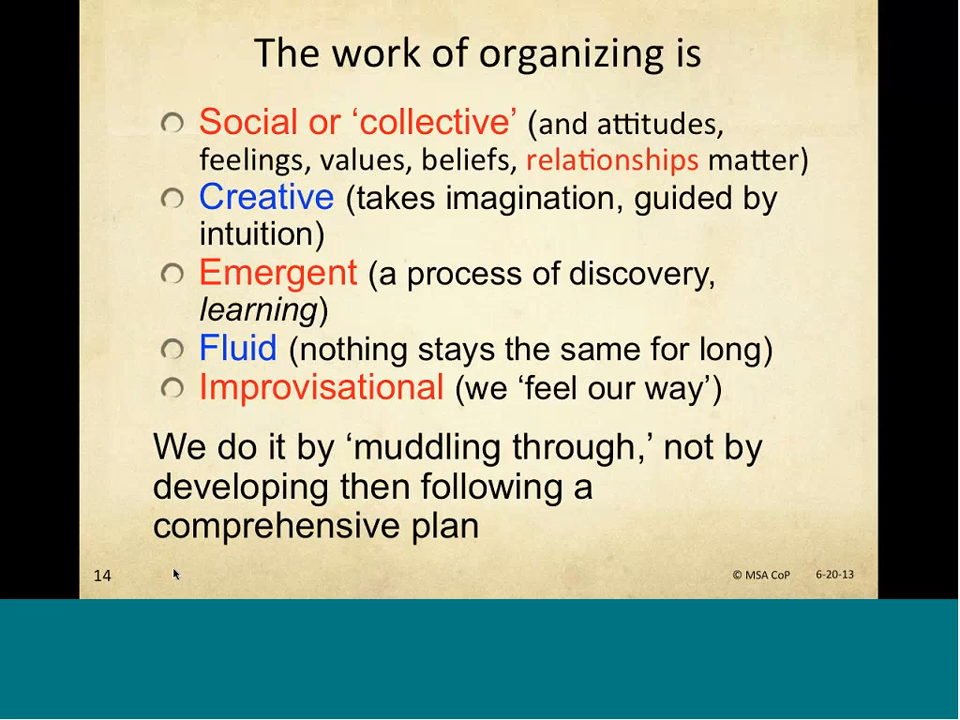 The work of organizing is
Social or ‘collective’ (and attitudes,
feelings, values, beliefs, relationships matter)
Creative (takes imagination, guided by
intuition)
Emergent (a process of discovery,
learning)
Fluid (nothing stays the same for long)
Improvisational (we ‘feel our way’)
We do it by ‘muddling through,’ not by
developing then following a
comprehensive plan
14 © MSA CoP 6-20-13